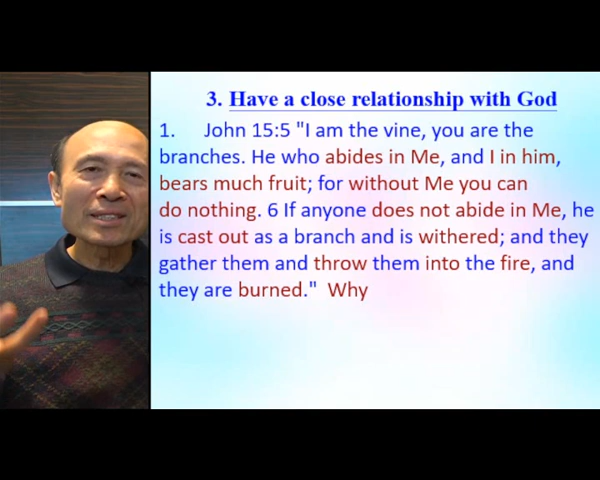 3. Have a close relationship with God
1. John 15:5 "I am the vine, you are the
branches. He who abides in Me, and I in him,
bears much fruit; for without Me you can
do nothing. 6 If anyone does not abide in Me, he
is cast out as a branch and is withered; and they
gather them and throw them into the fire, and
they are burned."  Why